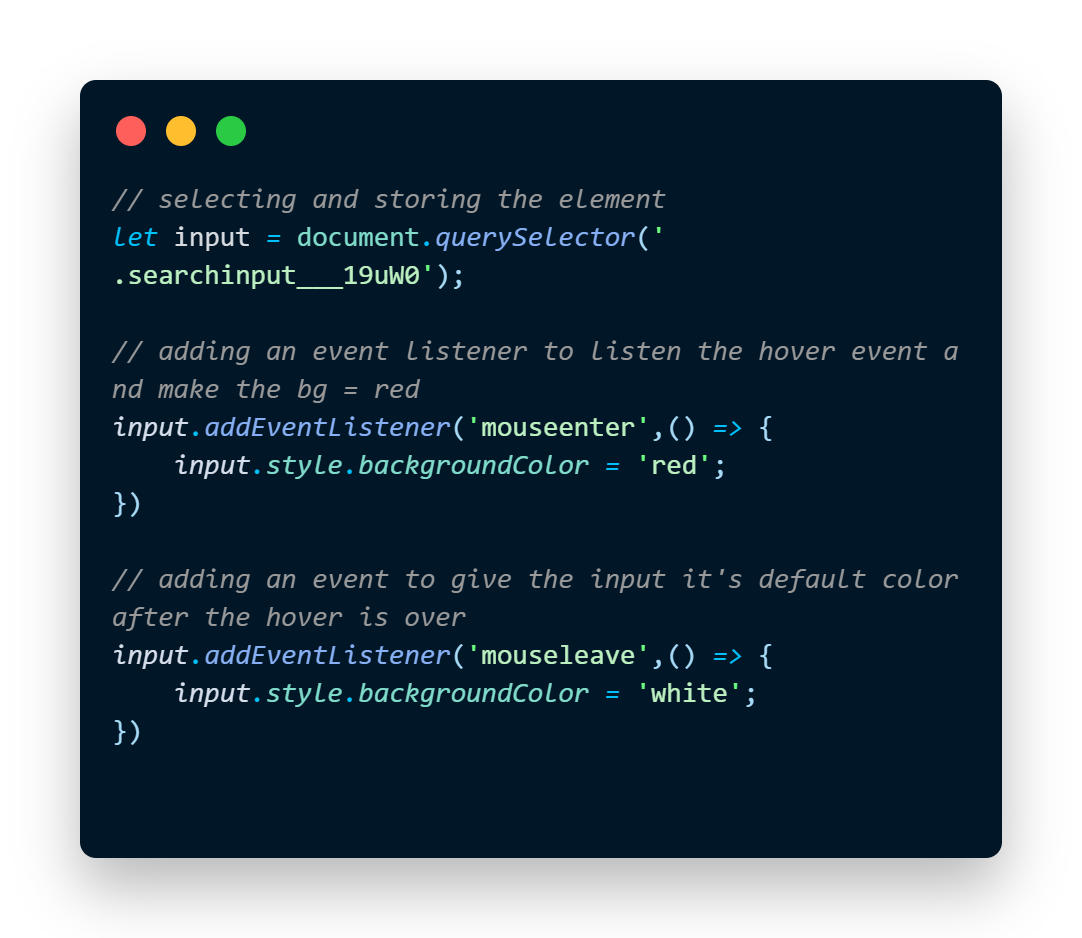 // selecting and storing the element
let input = document.querySelector('
.searchinput___19uW0');
// adding an event listener to listen the hover event a
nd make the bg = red
input.addEventListener('mouseenter',() => {
    input.style.backgroundColor = 'red';
})
// adding an event to give the input it's default color
after the hover is over
input.addEventListener('mouseleave',() => {
    input.style.backgroundColor = 'white';
})